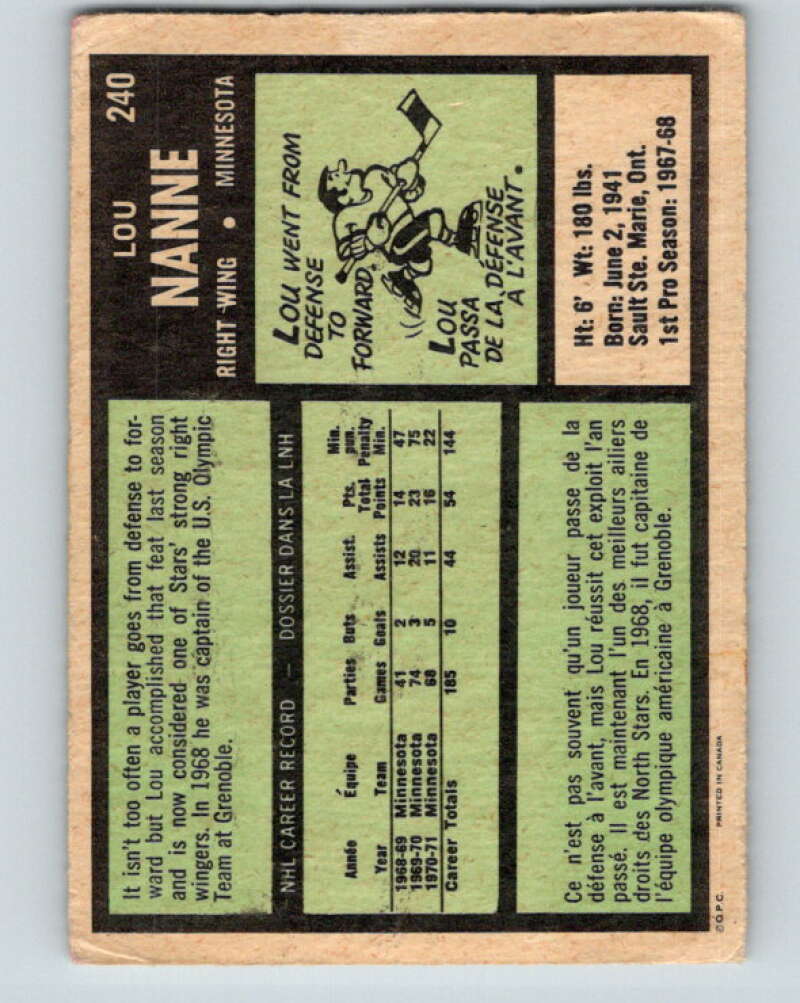 240
LOU
NANNE
RIGHT WING • MINNESOTA
It isn't too often a player goes from defense to for-
ward but Lou accomplished that feat last season
and is now considered one of Stars' strong right
wingers. In 1968 he was captain of the U.S. Olympic
Team at Grenoble.
LOU WENT FROM
DEFENSE
TO
FORWARD.
LOU
PASSA
DE LA DÉFENSE
À L'AVANT.
Ht: 6' Wt: 180 lbs.
Born: June 2, 1941
Sault Ste. Marie, Ont.
1st Pro Season: 1967-68
NHL CAREER RECORD — DOSSIER DANS LA LNH
Année Équipe Parties Buts Assist. Pts. Min. pun.
Year Team Games Goals Assists Total Points Penalty Min.
1968-69 Minnesota 41 2 12 14 47
1969-70 Minnesota 74 3 20 23 75
1970-71 Minnesota 68 5 11 16 22
Career Totals 185 10 44 54 144
Ce n'est pas souvent qu'un joueur passe de la
défense à l'avant, mais Lou réussit cet exploit l'an
passé. Il est maintenant l'un des meilleurs ailiers
droits des North Stars. En 1968, il fut capitaine de
l'équipe olympique américaine à Grenoble.
©O.P.C. PRINTED IN CANADA